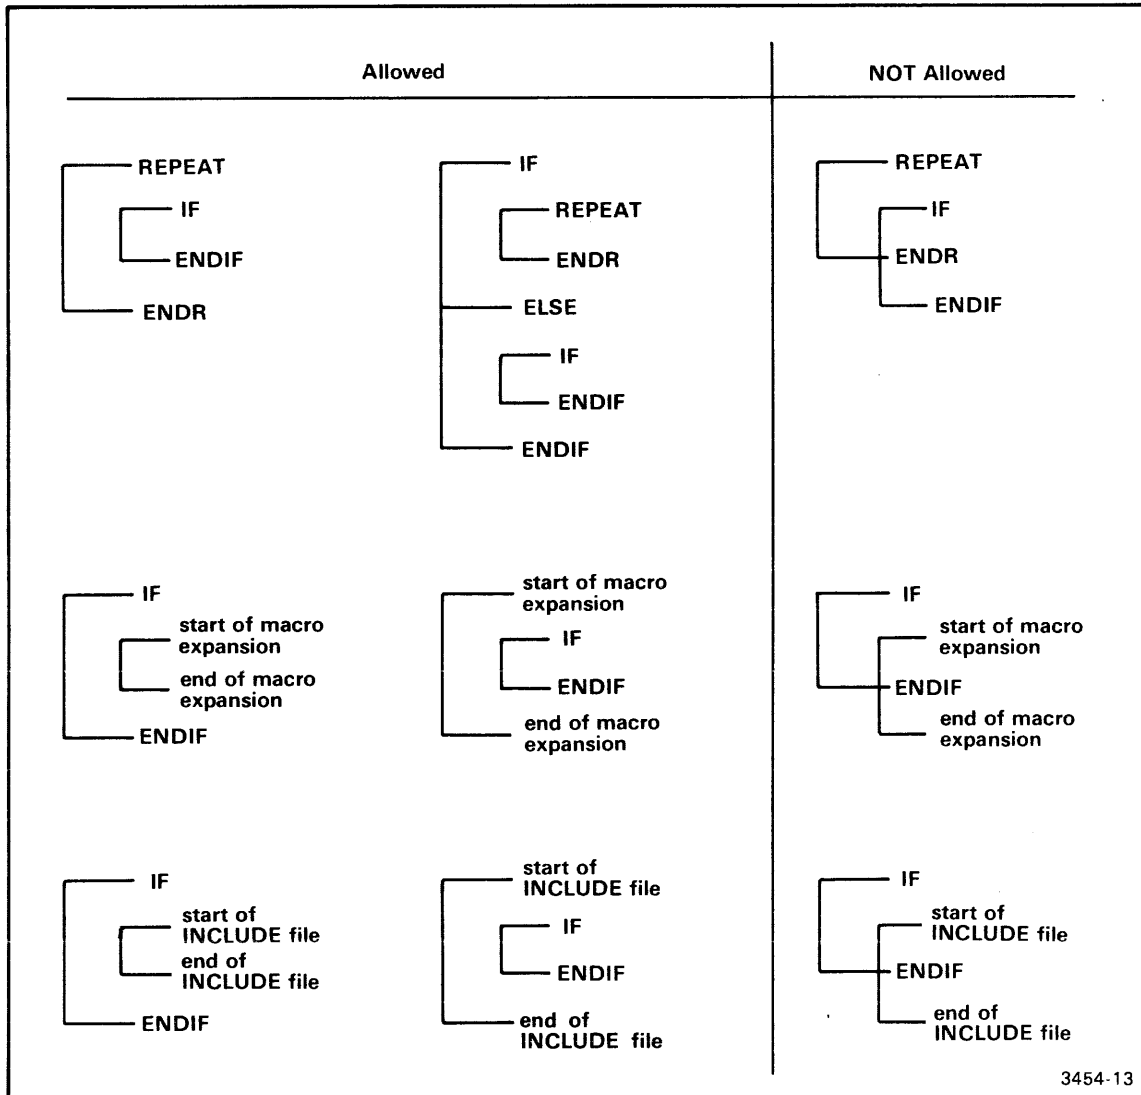 Allowed
NOT Allowed
REPEAT
IF
ENDIF
ENDR
IF
REPEAT
ENDR
ELSE
IF
ENDIF
ENDIF
REPEAT
IF
ENDR
ENDIF
IF
start of macro
expansion
end of macro
expansion
ENDIF
start of macro
expansion
IF
ENDIF
end of macro
expansion
IF
start of macro
expansion
ENDIF
end of macro
expansion
IF
start of
INCLUDE file
end of
INCLUDE file
ENDIF
start of
INCLUDE file
IF
ENDIF
end of
INCLUDE file
IF
start of
INCLUDE file
ENDIF
end of
INCLUDE file
3454-13